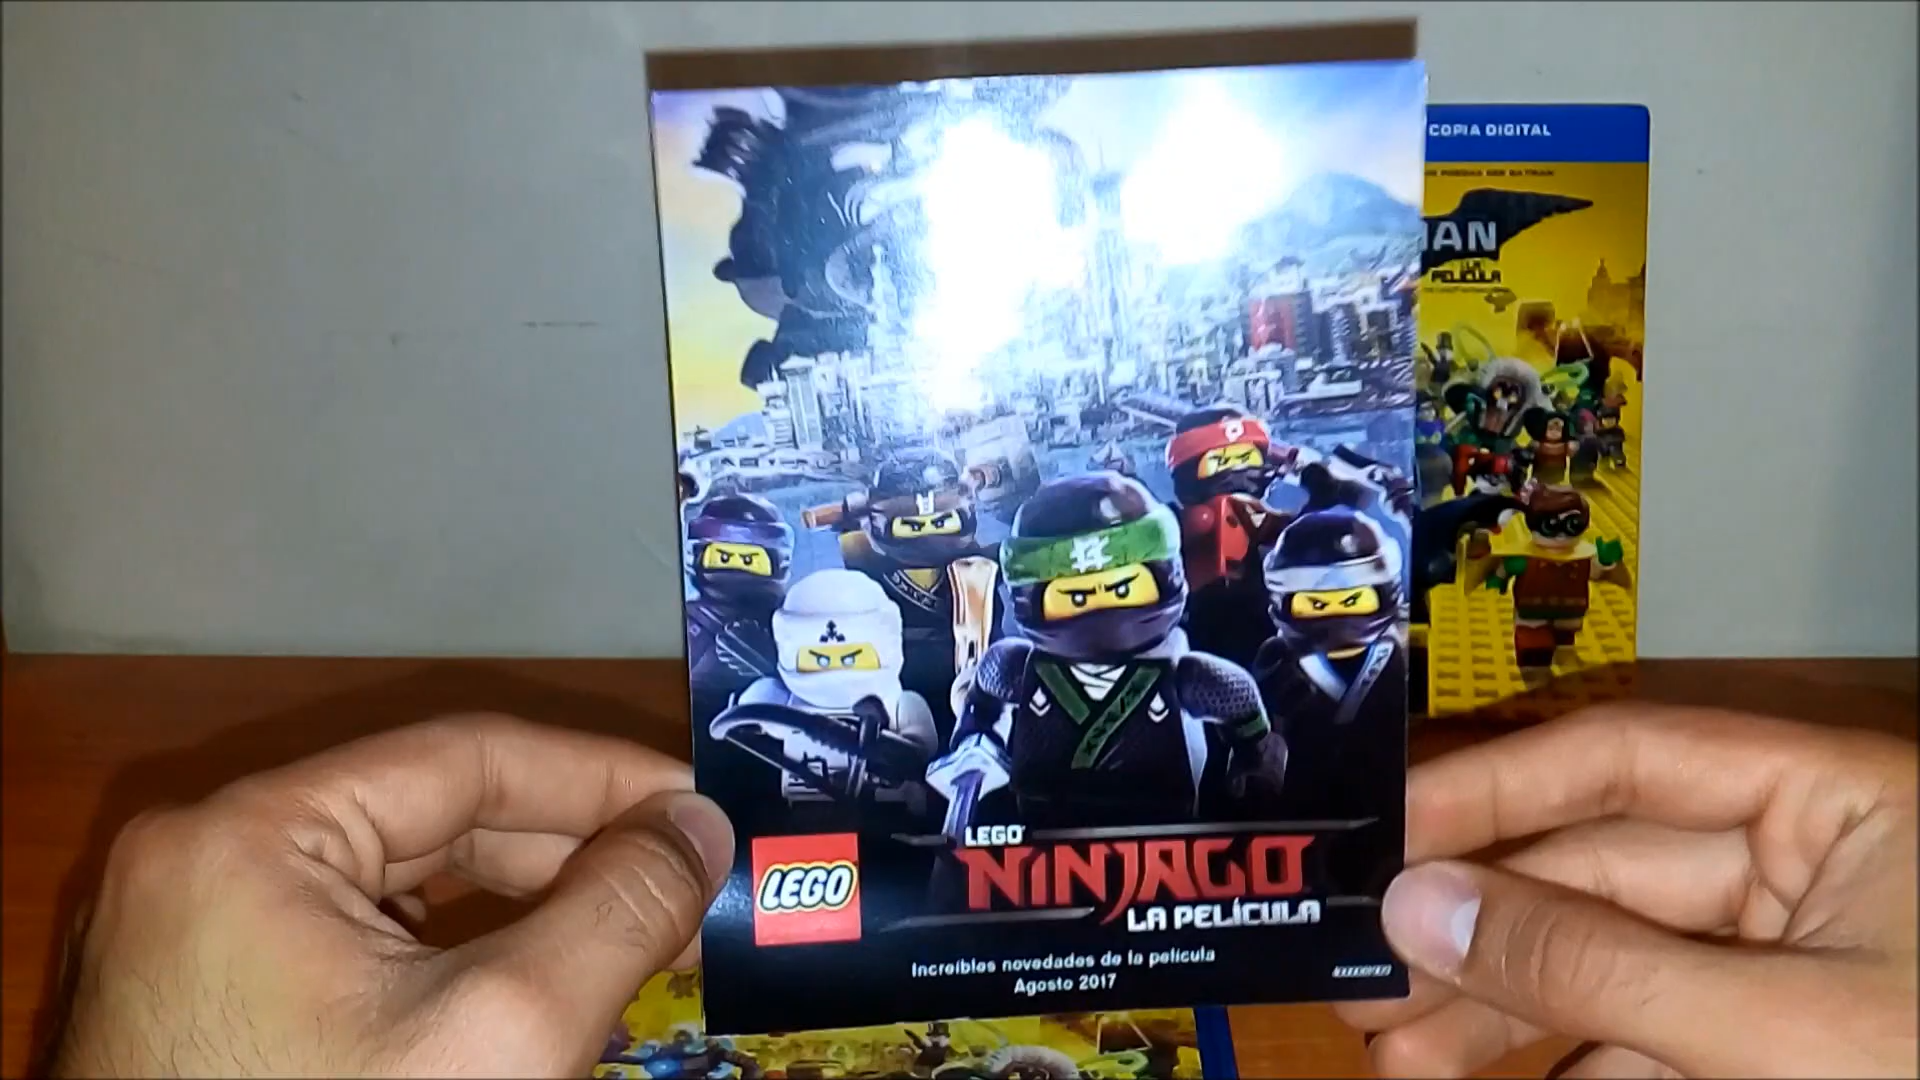 COPIA DIGITAL
LA
PELÍCULA
LEGO
LEGO
NINJAGO
LA PELÍCULA
Increíbles novedades de la película
Agosto 2017